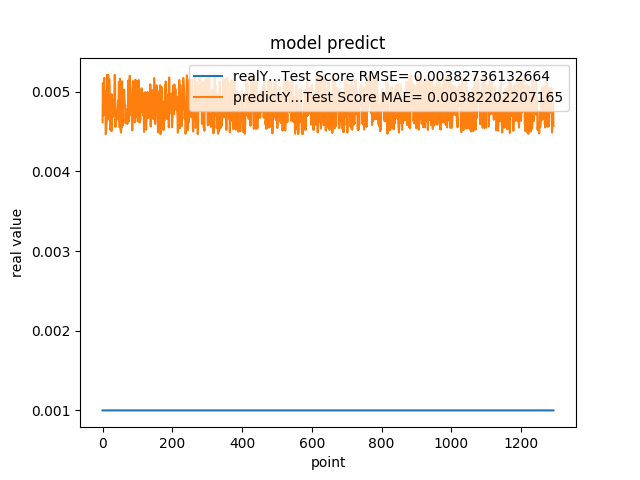 model predict
realY...Test Score RMSE= 0.00382736132664
predictY...Test Score MAE= 0.00382202207165
real value
0.005
0.004
0.003
0.002
0.001
0 200 400 600 800 1000 1200
point